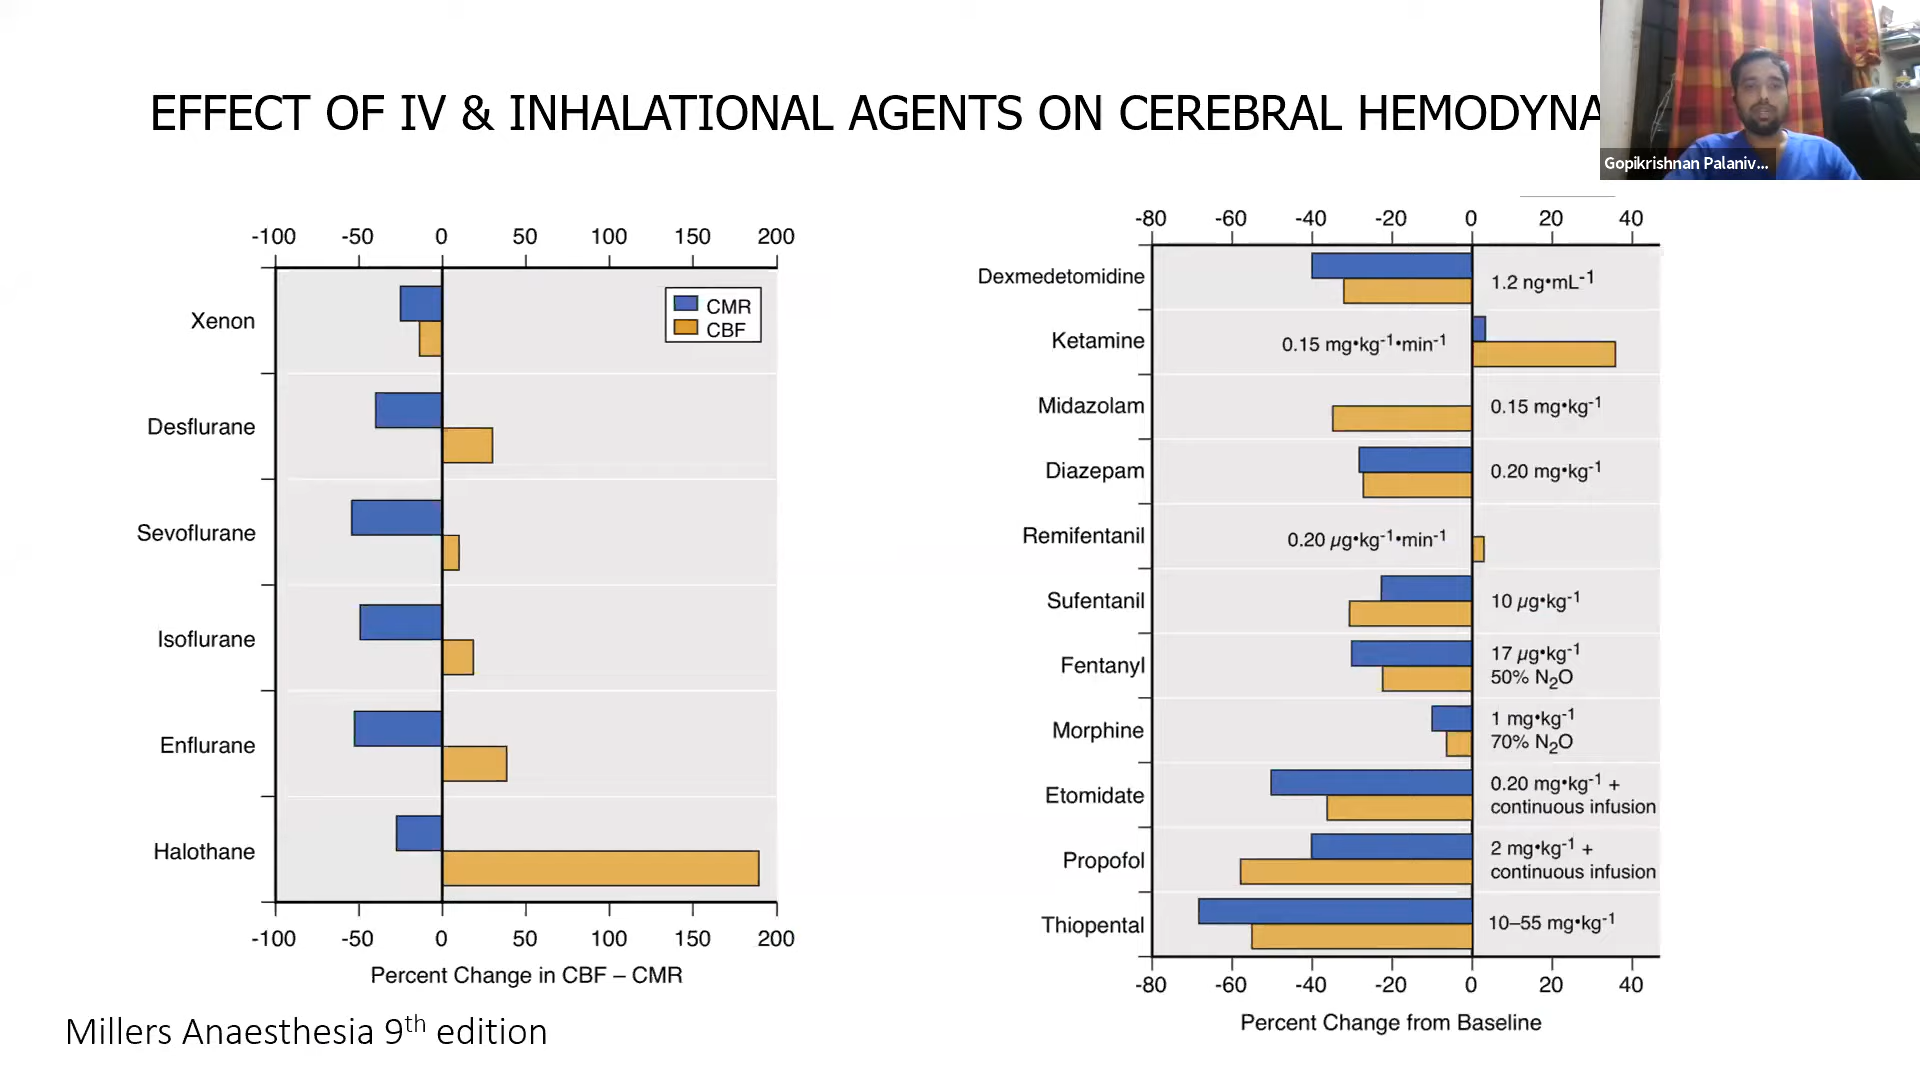 EFFECT OF IV & INHALATIONAL AGENTS ON CEREBRAL HEMODYNA
Gopikrishnan Palaniv...
-100 -50 0 50 100 150 200
Xenon
Desflurane
Sevoflurane
Isoflurane
Enflurane
Halothane
CMR
CBF
-100 -50 0 50 100 150 200
Percent Change in CBF – CMR
-80 -60 -40 -20 0 20 40
Dexmedetomidine 1.2 ng•mL-1
Ketamine 0.15 mg•kg-1•min-1
Midazolam 0.15 mg•kg-1
Diazepam 0.20 mg•kg-1
Remifentanil 0.20 µg•kg-1•min-1
Sufentanil 10 µg•kg-1
Fentanyl 17 µg•kg-1
50% N2O
Morphine 1 mg•kg-1
70% N2O
Etomidate 0.20 mg•kg-1 +
continuous infusion
Propofol 2 mg•kg-1 +
continuous infusion
Thiopental 10–55 mg•kg-1
-80 -60 -40 -20 0 20 40
Percent Change from Baseline
Millers Anaesthesia 9th edition